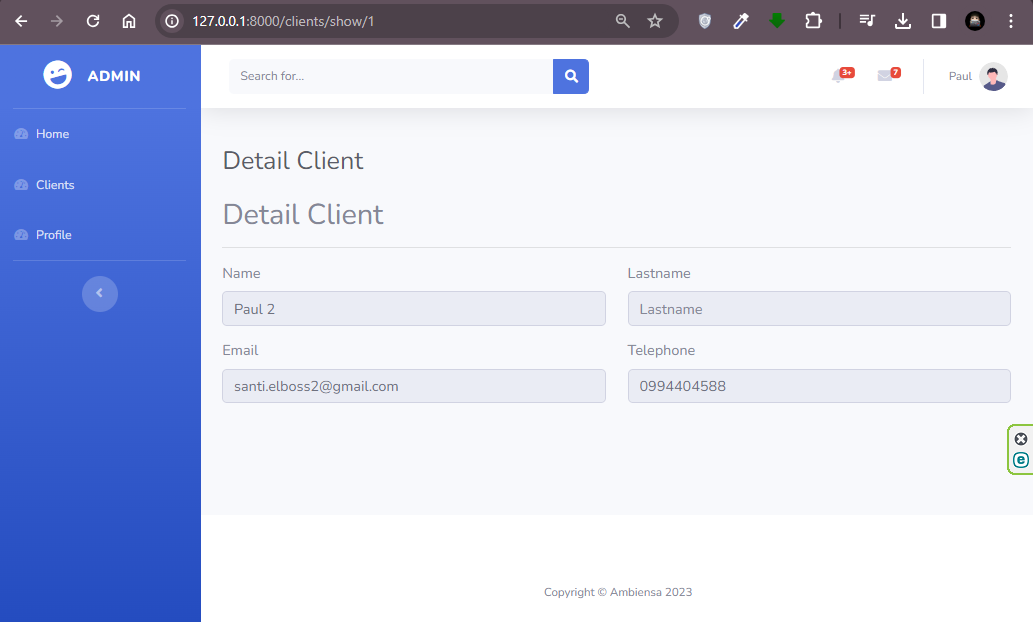 127.0.0.1:8000/clients/show/1
ADMIN
Search for...
3+
7
Paul
Home
Clients
Profile
Detail Client
Detail Client
Name
Lastname
Paul 2
Lastname
Email
Telephone
santi.elboss2@gmail.com
0994404588
e
Copyright © Ambiensa 2023